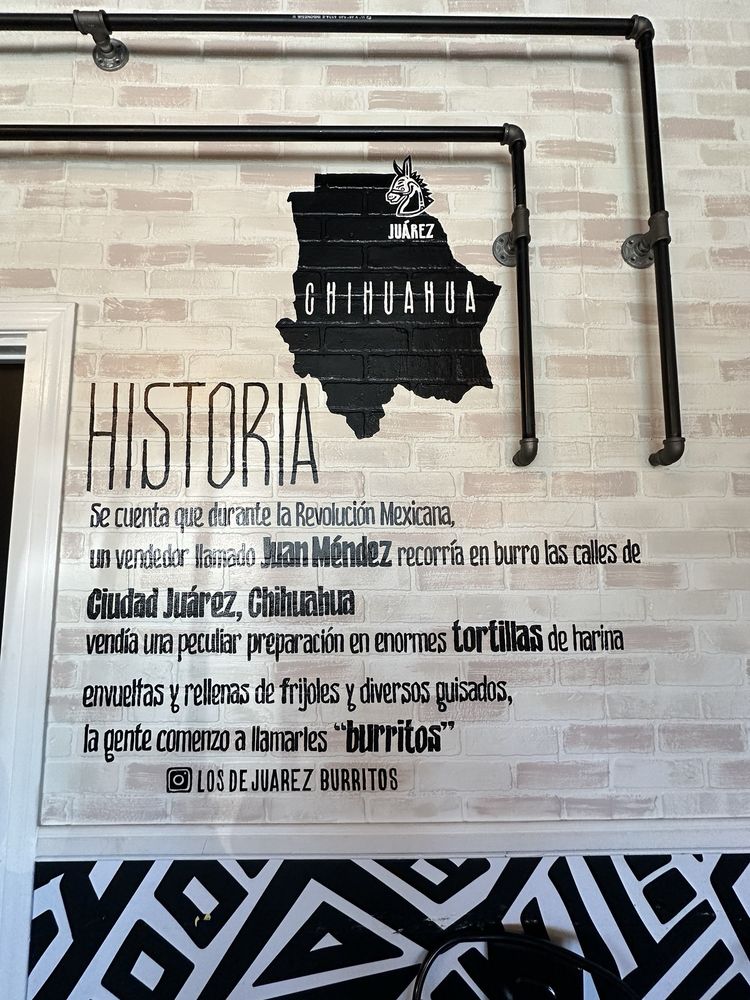 JUÁREZ
CHIHUAHUA
HISTORIA
Se cuenta que durante la Revolución Mexicana,
un vendedor llamado Juan Méndez recorría en burro las calles de
Ciudad Juárez, Chihuahua
vendía una peculiar preparación en enormes tortillas de harina
envueltas y rellenas de frijoles y diversos guisados,
la gente comenzo a llamarles “burritos”
LOS DE JUAREZ BURRITOS